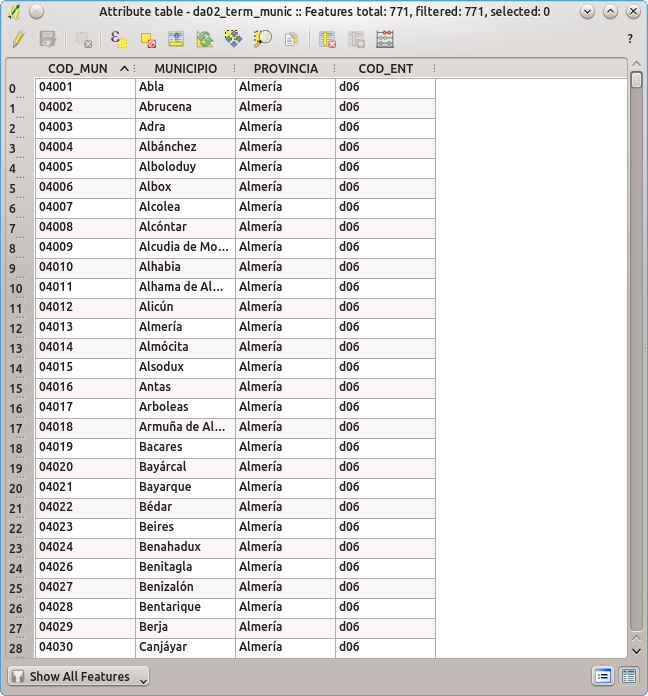 Attribute table - da02_term_munic :: Features total: 771, filtered: 771, selected: 0
?
COD_MUN MUNICIPIO PROVINCIA COD_ENT
0 04001 Abla Almería d06
1 04002 Abrucena Almería d06
2 04003 Adra Almería d06
3 04004 Albánchez Almería d06
4 04005 Alboloduy Almería d06
5 04006 Albox Almería d06
6 04007 Alcolea Almería d06
7 04008 Alcóntar Almería d06
8 04009 Alcudia de Mo... Almería d06
9 04010 Alhabia Almería d06
10 04011 Alhama de Al... Almería d06
11 04012 Alicún Almería d06
12 04013 Almería Almería d06
13 04014 Almócita Almería d06
14 04015 Alsodux Almería d06
15 04016 Antas Almería d06
16 04017 Arboleas Almería d06
17 04018 Armuña de Al... Almería d06
18 04019 Bacares Almería d06
19 04020 Bayárcal Almería d06
20 04021 Bayarque Almería d06
21 04022 Bédar Almería d06
22 04023 Beires Almería d06
23 04024 Benahadux Almería d06
24 04026 Benitagla Almería d06
25 04027 Benizalón Almería d06
26 04028 Bentarique Almería d06
27 04029 Berja Almería d06
28 04030 Canjáyar Almería d06
Show All Features